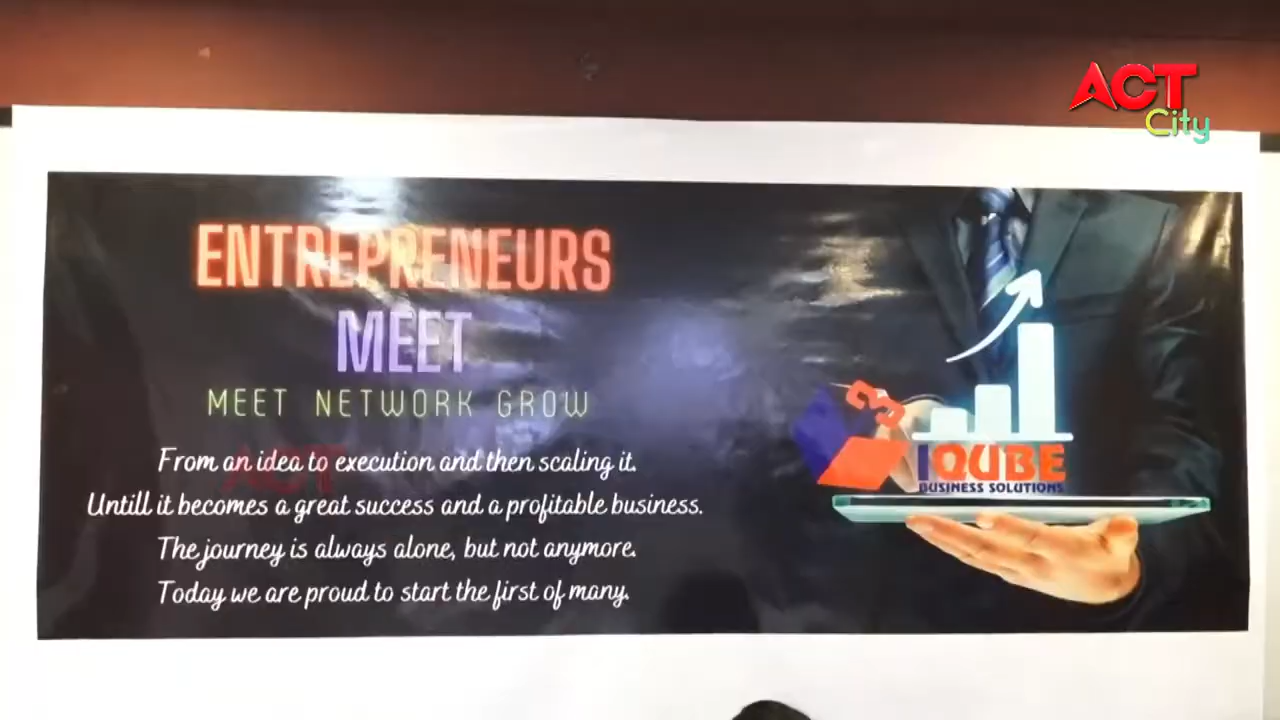 ACT
City
ENTREPRENEURS
MEET
MEET NETWORK GROW
From an idea to execution and then scaling it.
Untill it becomes a great success and a profitable business.
The journey is always alone, but not anymore.
Today we are proud to start the first of many.
3
IQUBE
BUSINESS SOLUTIONS
ACT